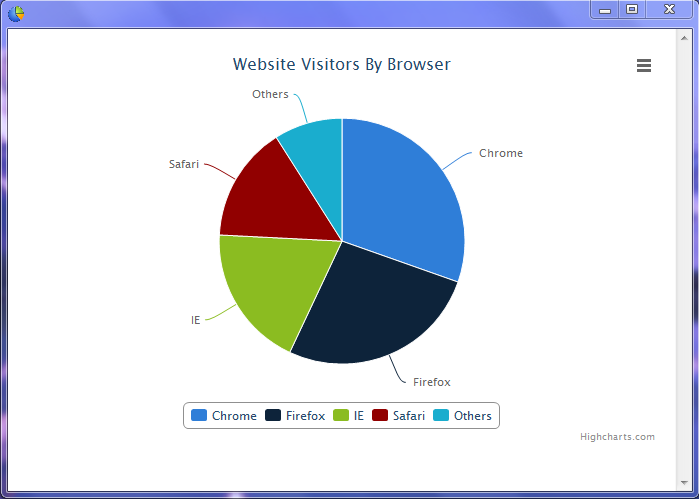 Website Visitors By Browser
Others
Chrome
Safari
IE
Firefox
Chrome Firefox IE Safari Others
Highcharts.com